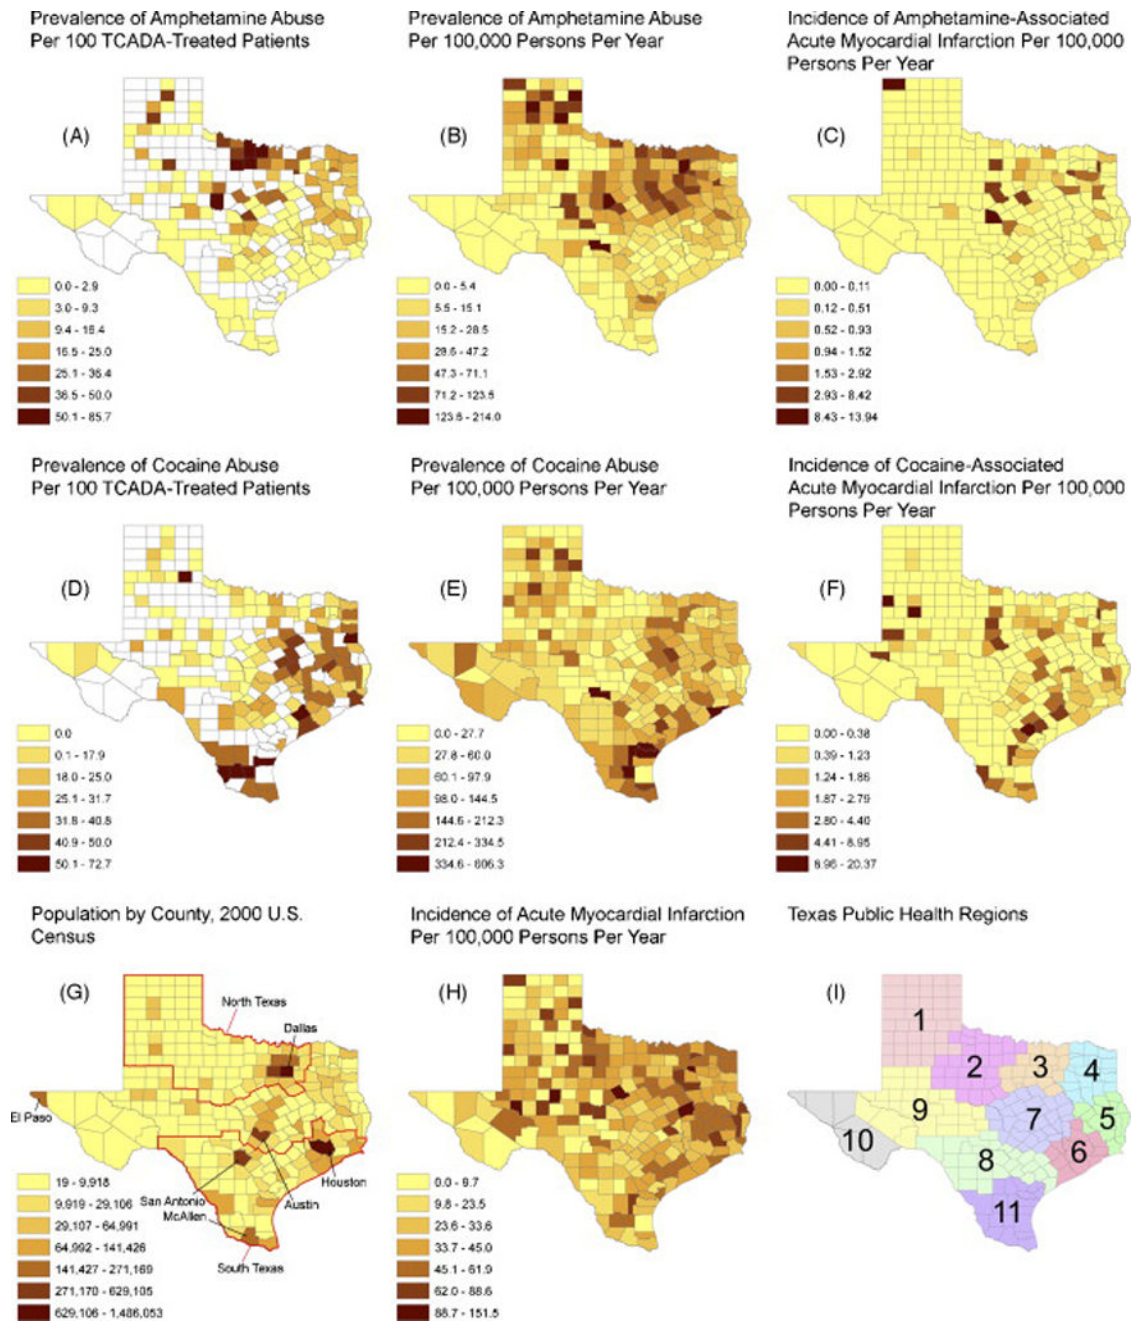 Prevalence of Amphetamine Abuse
Per 100 TCADA-Treated Patients
Prevalence of Amphetamine Abuse
Per 100,000 Persons Per Year
Incidence of Amphetamine-Associated
Acute Myocardial Infarction Per 100,000
Persons Per Year
(A)
(B)
(C)
0.0 - 2.9
3.0 - 9.3
9.4 - 16.4
16.5 - 25.0
25.1 - 36.4
36.5 - 50.0
50.1 - 85.7
0.0 - 5.4
5.5 - 15.1
15.2 - 28.5
28.6 - 47.2
47.3 - 71.1
71.2 - 123.5
123.6 - 214.0
0.00 - 0.11
0.12 - 0.51
0.52 - 0.93
0.94 - 1.52
1.53 - 2.92
2.93 - 8.42
8.43 - 13.94
Prevalence of Cocaine Abuse
Per 100 TCADA-Treated Patients
Prevalence of Cocaine Abuse
Per 100,000 Persons Per Year
Incidence of Cocaine-Associated
Acute Myocardial Infarction Per 100,000
Persons Per Year
(D)
(E)
(F)
0.0
0.1 - 17.9
18.0 - 25.0
25.1 - 31.7
31.8 - 40.8
40.9 - 50.0
50.1 - 72.7
0.0 - 27.7
27.8 - 60.0
60.1 - 97.9
98.0 - 144.5
144.6 - 212.3
212.4 - 334.5
334.6 - 606.3
0.00 - 0.38
0.39 - 1.23
1.24 - 1.86
1.87 - 2.79
2.80 - 4.40
4.41 - 8.95
8.96 - 20.37
Population by County, 2000 U.S.
Census
Incidence of Acute Myocardial Infarction
Per 100,000 Persons Per Year
Texas Public Health Regions
(G)
North Texas
Dallas
El Paso
San Antonio
McAllen
South Texas
Austin
Houston
19 - 9,918
9,919 - 29,106
29,107 - 64,991
64,992 - 141,426
141,427 - 271,169
271,170 - 629,105
629,106 - 1,486,053
(H)
0.0 - 9.7
9.8 - 23.5
23.6 - 33.6
33.7 - 45.0
45.1 - 61.9
62.0 - 88.6
88.7 - 151.5
(I)
1
2
3
4
5
6
7
8
9
10
11